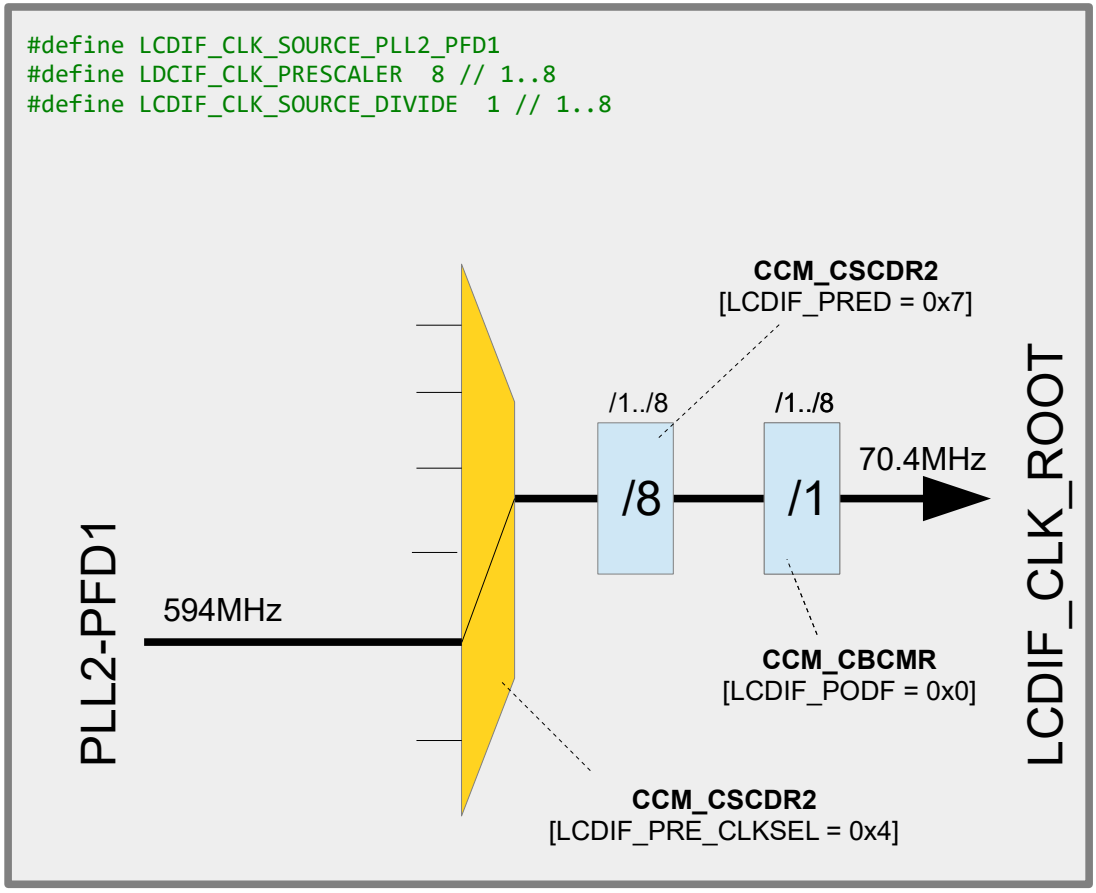 #define LCDIF_CLK_SOURCE_PLL2_PFD1
#define LDCIF_CLK_PRESCALER  8 // 1..8
#define LCDIF_CLK_SOURCE_DIVIDE  1 // 1..8
CCM_CSCDR2
[LCDIF_PRED = 0x7]
/1../8
/1../8
/8
/1
70.4MHz
LCDIF_CLK_ROOT
PLL2-PFD1
594MHz
CCM_CBCMR
[LCDIF_PODF = 0x0]
CCM_CSCDR2
[LCDIF_PRE_CLKSEL = 0x4]